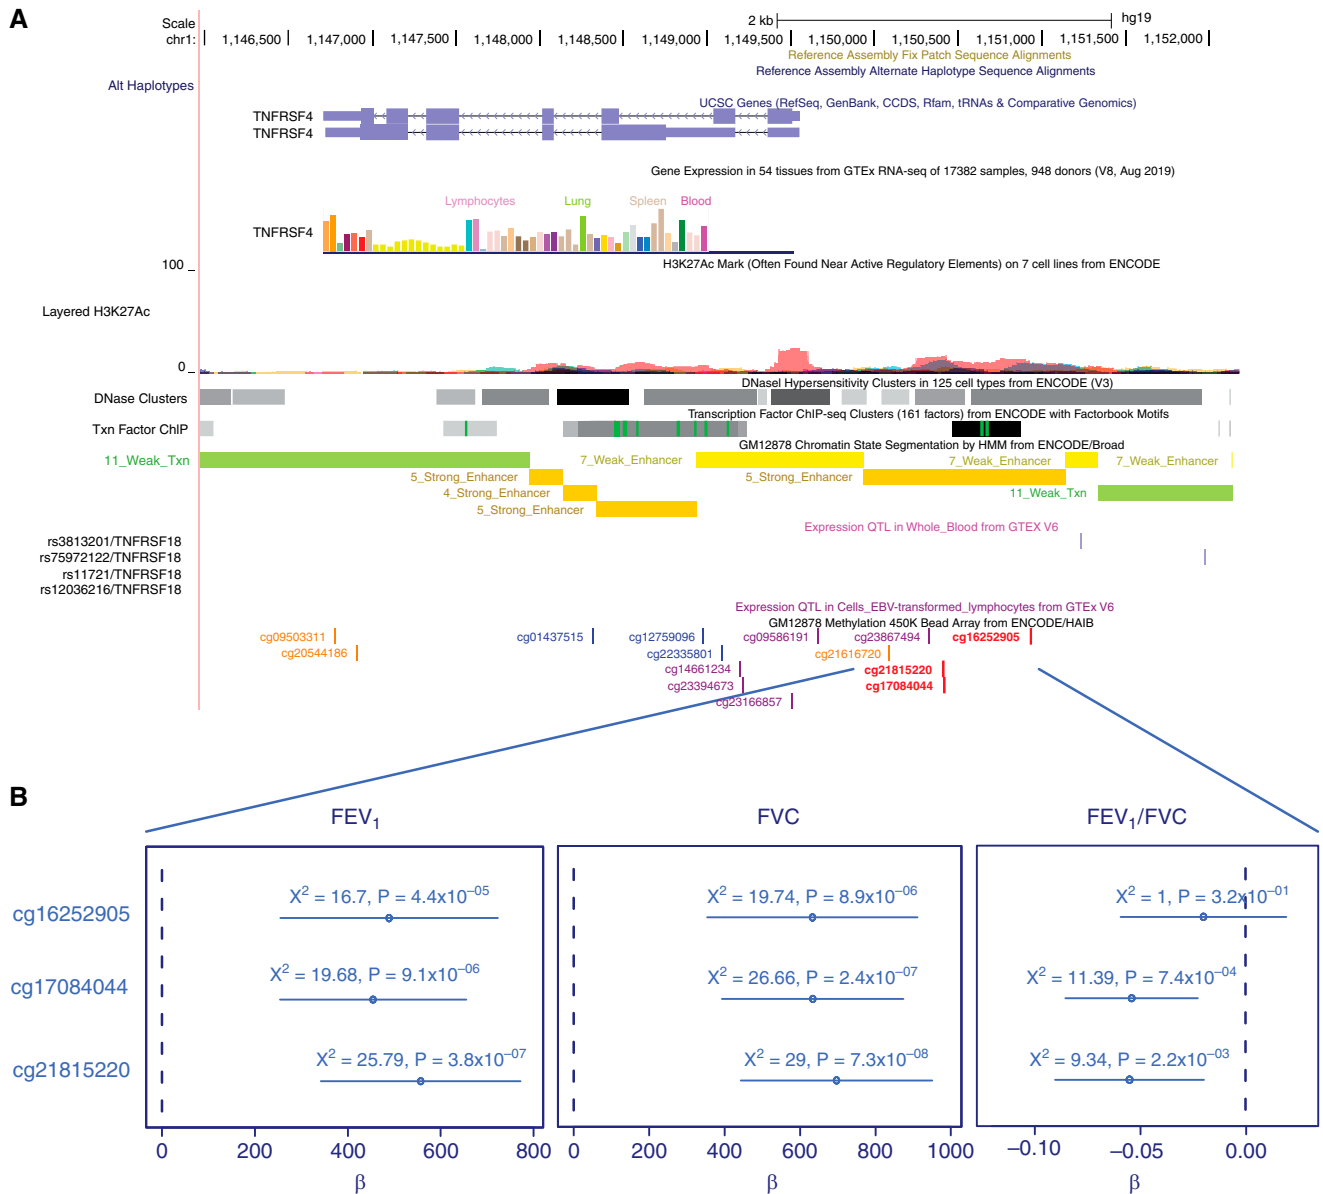 A
Scale
2 kb
hg19
chr1:
1,146,500
1,147,000
1,147,500
1,148,000
1,148,500
1,149,000
1,149,500
1,150,000
1,150,500
1,151,000
1,151,500
1,152,000
Reference Assembly Fix Patch Sequence Alignments
Reference Assembly Alternate Haplotype Sequence Alignments
Alt Haplotypes
UCSC Genes (RefSeq, GenBank, CCDS, Rfam, tRNAs & Comparative Genomics)
TNFRSF4
TNFRSF4
Gene Expression in 54 tissues from GTEx RNA-seq of 17382 samples, 948 donors (V8, Aug 2019)
Lymphocytes
Lung
Spleen
Blood
TNFRSF4
H3K27Ac Mark (Often Found Near Active Regulatory Elements) on 7 cell lines from ENCODE
100
Layered H3K27Ac
0
DNaseI Hypersensitivity Clusters in 125 cell types from ENCODE (V3)
DNase Clusters
Transcription Factor ChIP-seq Clusters (161 factors) from ENCODE with Factorbook Motifs
Txn Factor ChIP
GM12878 Chromatin State Segmentation by HMM from ENCODE/Broad
11_Weak_Txn
7_Weak_Enhancer
7_Weak_Enhancer
7_Weak_Enhancer
5_Strong_Enhancer
5_Strong_Enhancer
4_Strong_Enhancer
11_Weak_Txn
5_Strong_Enhancer
Expression QTL in Whole_Blood from GTEX V6
rs3813201/TNFRSF18
rs75972122/TNFRSF18
rs11721/TNFRSF18
rs12036216/TNFRSF18
Expression QTL in Cells_EBV-transformed_lymphocytes from GTEx V6
GM12878 Methylation 450K Bead Array from ENCODE/HAIB
cg09503311
cg01437515
cg12759096
cg09586191
cg23867494
cg16252905
cg20544186
cg22335801
cg21616720
cg14661234
cg21815220
cg23394673
cg17084044
cg23166857
B
FEV1
FVC
FEV1/FVC
cg16252905
X² = 16.7, P = 4.4x10⁻⁰⁵
X² = 19.74, P = 8.9x10⁻⁰⁶
X² = 1, P = 3.2x10⁻⁰¹
cg17084044
X² = 19.68, P = 9.1x10⁻⁰⁶
X² = 26.66, P = 2.4x10⁻⁰⁷
X² = 11.39, P = 7.4x10⁻⁰⁴
cg21815220
X² = 25.79, P = 3.8x10⁻⁰⁷
X² = 29, P = 7.3x10⁻⁰⁸
X² = 9.34, P = 2.2x10⁻⁰³
0 200 400 600 800
0 200 400 600 800 1000
–0.10 –0.05 0.00
β
β
β